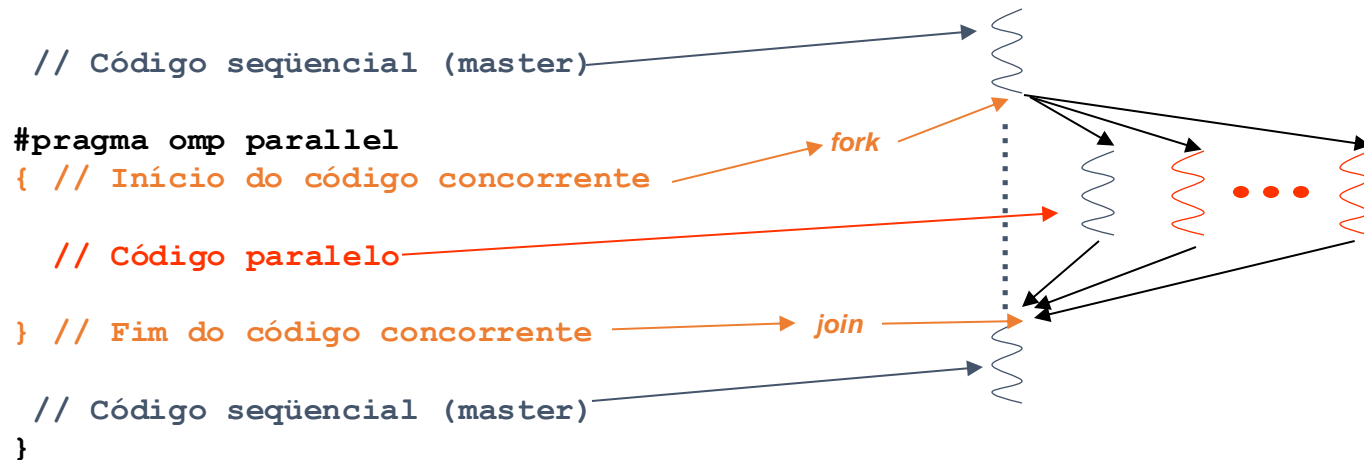 // Código seqüencial (master)
#pragma omp parallel
fork
{ // Início do código concorrente
// Código paralelo
} // Fim do código concorrente
join
// Código seqüencial (master)
}